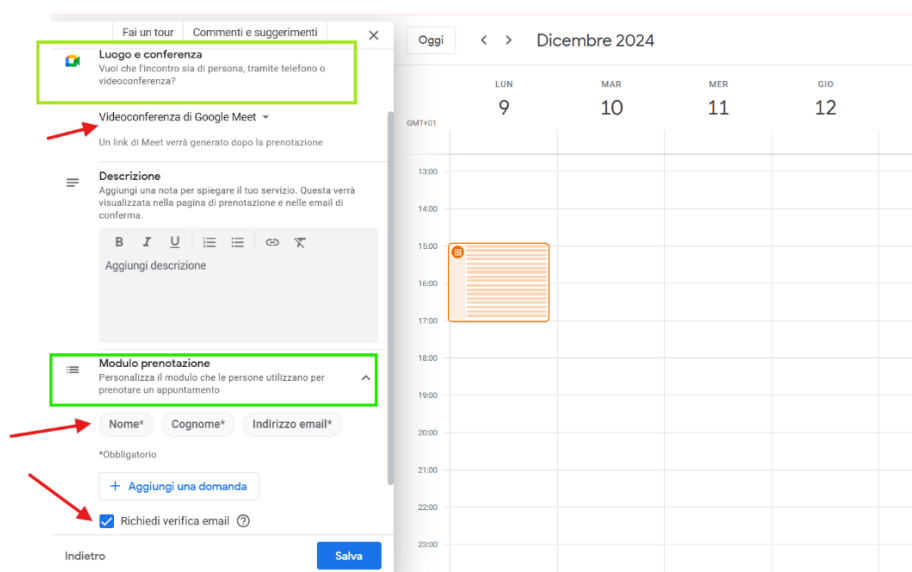 Fai un tour
Commenti e suggerimenti
Luogo e conferenza
Vuoi che l'incontro sia di persona, tramite telefono o
videoconferenza?
Videoconferenza di Google Meet
Un link di Meet verrà generato dopo la prenotazione
Descrizione
Aggiungi una nota per spiegare il tuo servizio. Questa verrà
visualizzata nella pagina di prenotazione e nelle email di
conferma.
B I U
Aggiungi descrizione
Modulo prenotazione
Personalizza il modulo che le persone utilizzano per
prenotare un appuntamento
Nome* Cognome* Indirizzo email*
*Obbligatorio
+ Aggiungi una domanda
Richiedi verifica email
Indietro
Salva
Oggi
Dicembre 2024
LUN MAR MER GIO
9 10 11 12
GMT+01
13:00
14:00
15:00
16:00
17:00
18:00
19:00
20:00
21:00
22:00
23:00